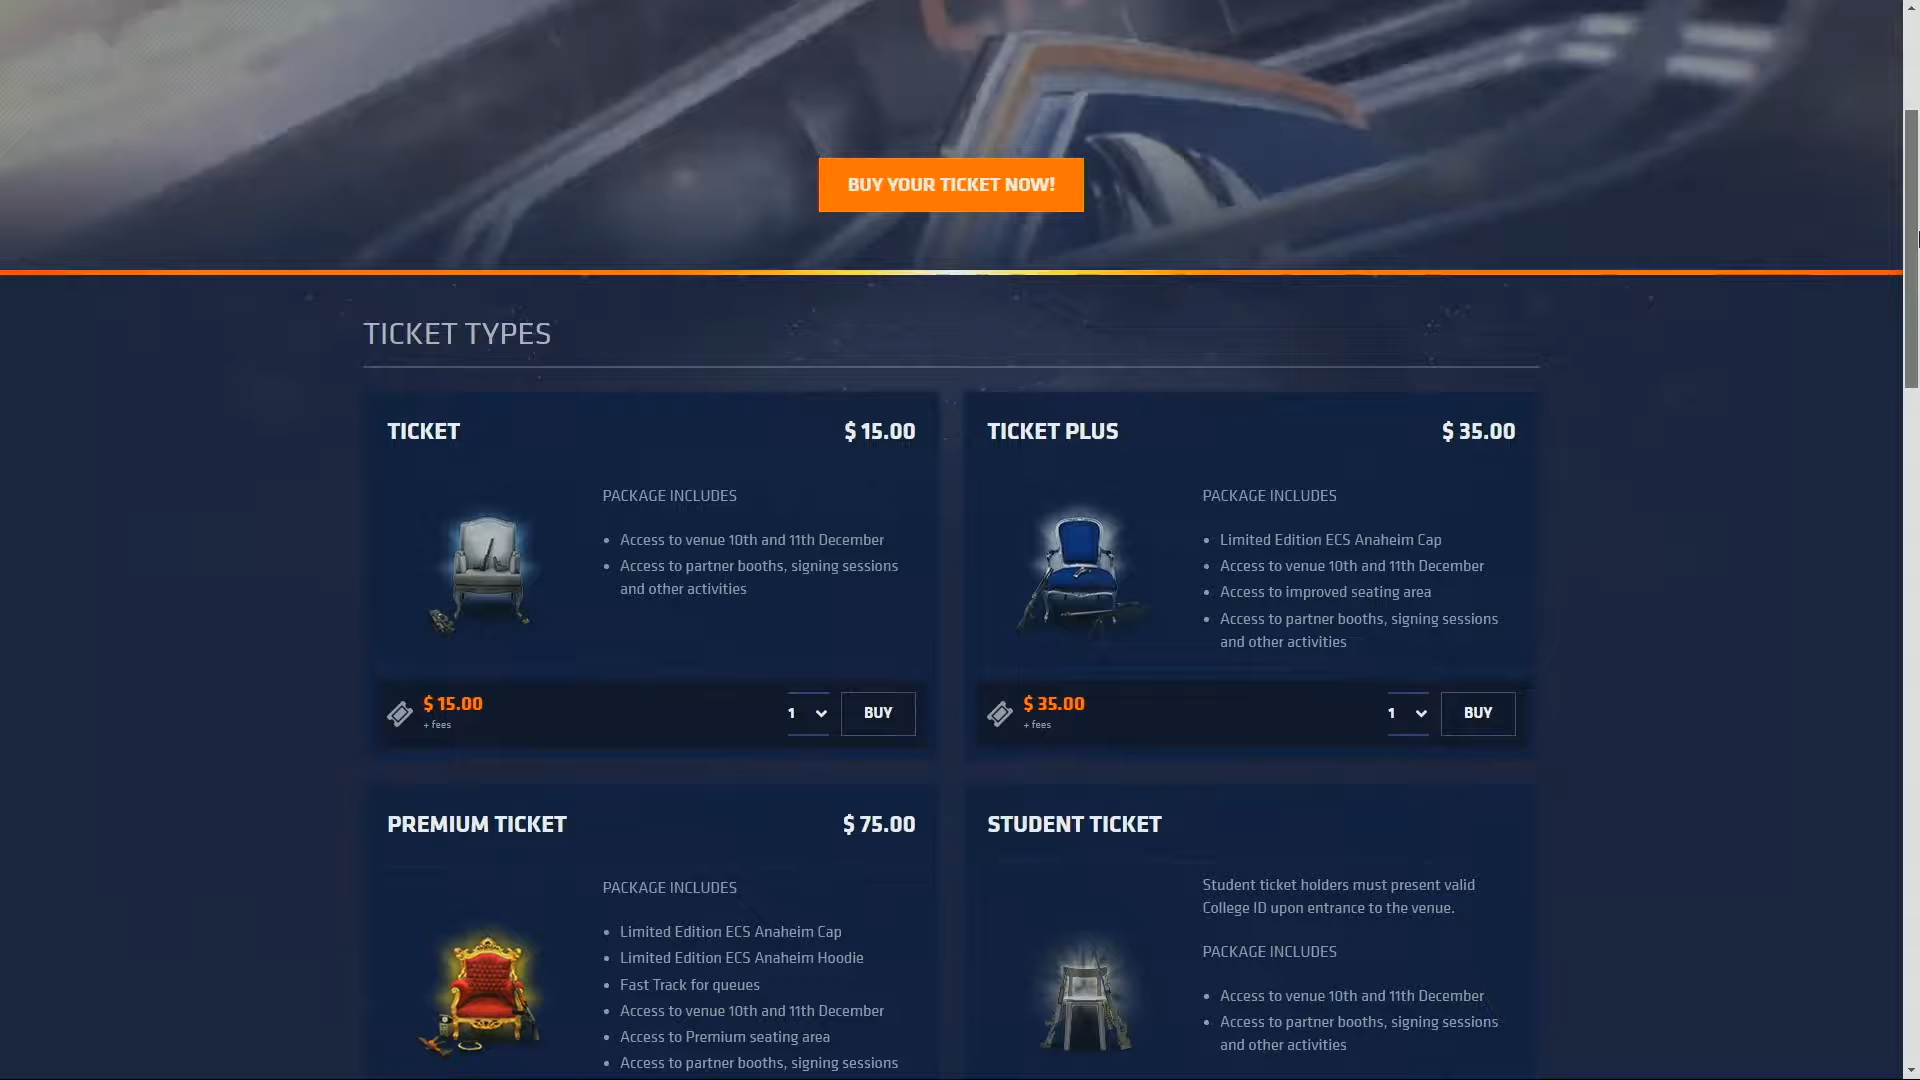 BUY YOUR TICKET NOW!
TICKET TYPES
TICKET
$ 15.00
PACKAGE INCLUDES
Access to venue 10th and 11th December
Access to partner booths, signing sessions
and other activities
$ 15.00
+ fees
1
BUY
TICKET PLUS
$ 35.00
PACKAGE INCLUDES
Limited Edition ECS Anaheim Cap
Access to venue 10th and 11th December
Access to improved seating area
Access to partner booths, signing sessions
and other activities
$ 35.00
+ fees
1
BUY
PREMIUM TICKET
$ 75.00
PACKAGE INCLUDES
Limited Edition ECS Anaheim Cap
Limited Edition ECS Anaheim Hoodie
Fast Track for queues
Access to venue 10th and 11th December
Access to Premium seating area
Access to partner booths, signing sessions
STUDENT TICKET
Student ticket holders must present valid
College ID upon entrance to the venue.
PACKAGE INCLUDES
Access to venue 10th and 11th December
Access to partner booths, signing sessions
and other activities